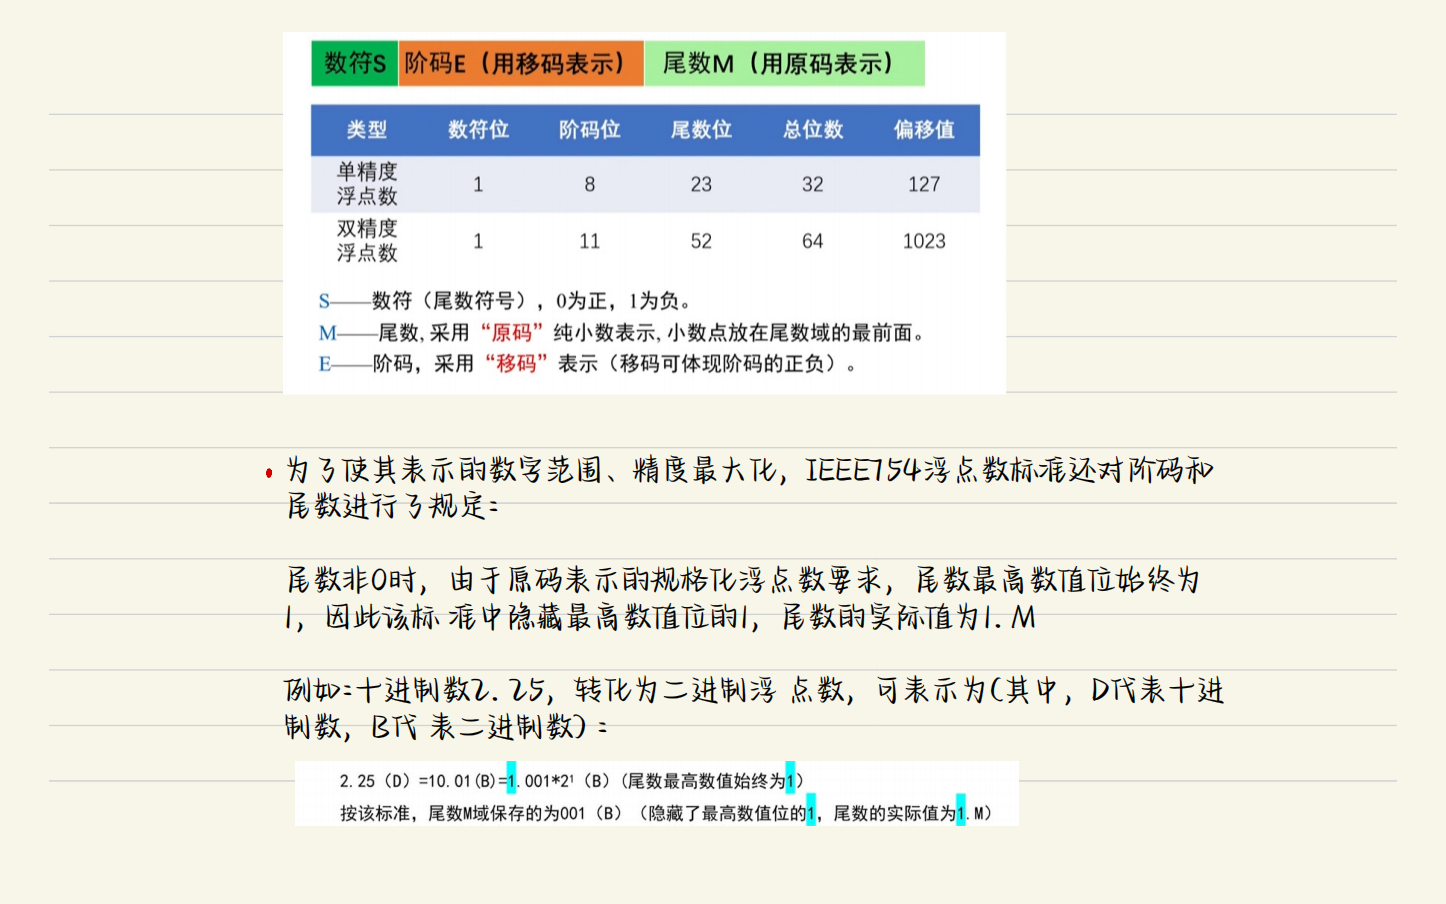 数符S 阶码E（用移码表示） 尾数M（用原码表示）
类型 数符位 阶码位 尾数位 总位数 偏移值
单精度浮点数 1 8 23 32 127
双精度浮点数 1 11 52 64 1023
S——数符（尾数符号），0为正，1为负。
M——尾数, 采用“原码”纯小数表示, 小数点放在尾数域的最前面。
E——阶码，采用“移码”表示（移码可体现阶码的正负）。
为了使其表示的数字范围、精度最大化，IEEE754浮点数标准还对阶码和
尾数进行了规定：
尾数非0时，由于原码表示的规格化浮点数要求，尾数最高数值位始终为
1，因此该标 准中隐藏最高数值位的1，尾数的实际值为1.M
例如：十进制数2.25，转化为二进制浮 点数，可表示为(其中，D代表十进
制数，B代 表二进制数)：
2.25（D）=10.01(B)=1.001*2¹（B）(尾数最高数值始终为1）
按该标准，尾数M域保存的为001（B）（隐藏了最高数值位的1，尾数的实际值为1.M）